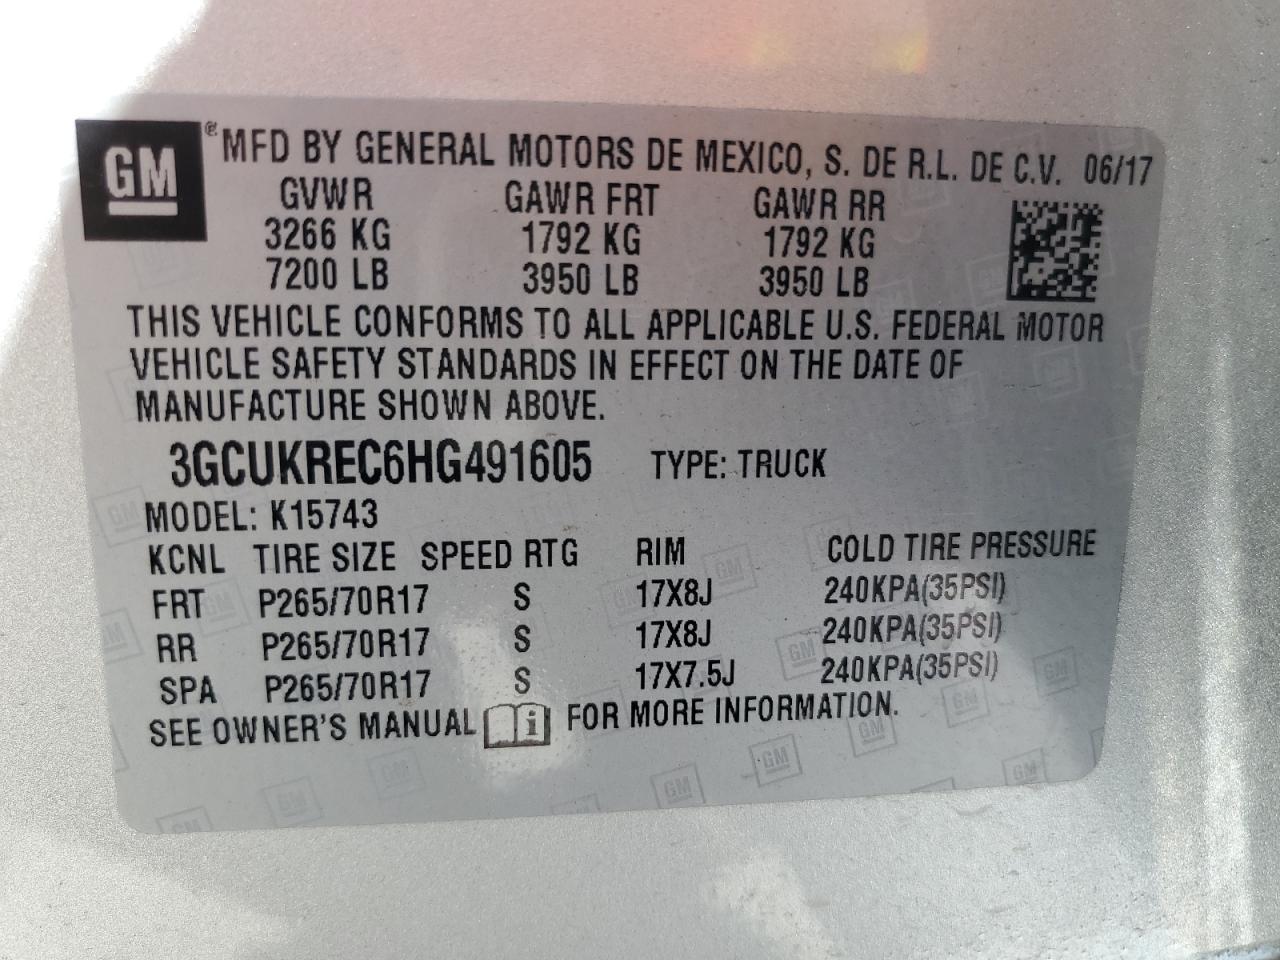 GM
® MFD BY GENERAL MOTORS DE MEXICO, S. DE R.L. DE C.V. 06/17
GVWR GAWR FRT GAWR RR
3266 KG 1792 KG 1792 KG
7200 LB 3950 LB 3950 LB
THIS VEHICLE CONFORMS TO ALL APPLICABLE U.S. FEDERAL MOTOR
VEHICLE SAFETY STANDARDS IN EFFECT ON THE DATE OF
MANUFACTURE SHOWN ABOVE.
3GCUKREC6HG491605 TYPE: TRUCK
MODEL: K15743
KCNL TIRE SIZE SPEED RTG RIM COLD TIRE PRESSURE
FRT P265/70R17 S 17X8J 240KPA(35PSI)
RR P265/70R17 S 17X8J 240KPA(35PSI)
SPA P265/70R17 S 17X7.5J 240KPA(35PSI)
SEE OWNER'S MANUAL i FOR MORE INFORMATION.